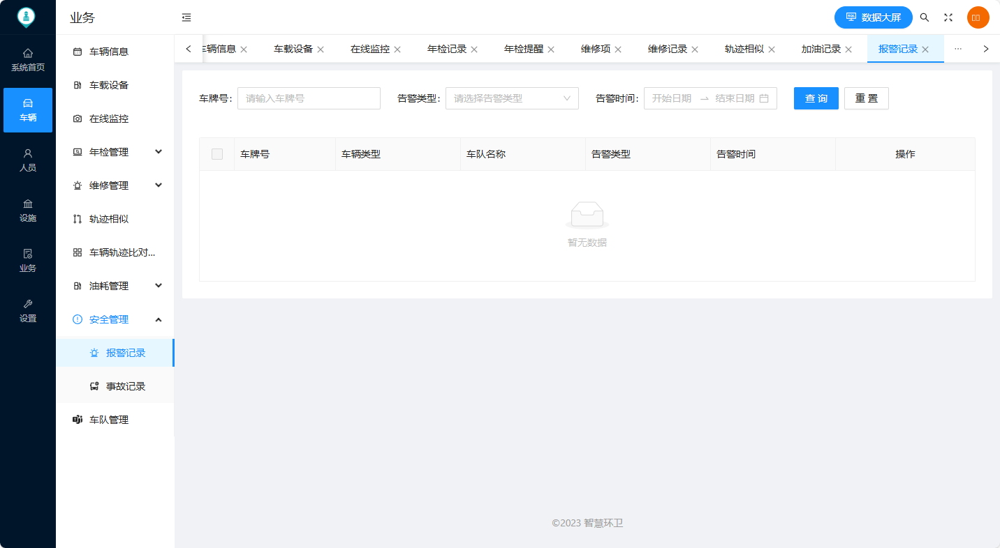 业务
数据大屏
系统首页
车辆
人员
设施
业务
设置
车辆信息
车载设备
在线监控
年检管理
维修管理
轨迹相似
车辆轨迹比对...
油耗管理
安全管理
报警记录
事故记录
车队管理
车辆信息 车载设备 在线监控 年检记录 年检提醒 维修项 维修记录 轨迹相似 加油记录 报警记录 ...
车牌号: 请输入车牌号 告警类型: 请选择告警类型 告警时间: 开始日期 → 结束日期 查 询 重 置
车牌号 车辆类型 车队名称 告警类型 告警时间 操作
暂无数据
©2023 智慧环卫